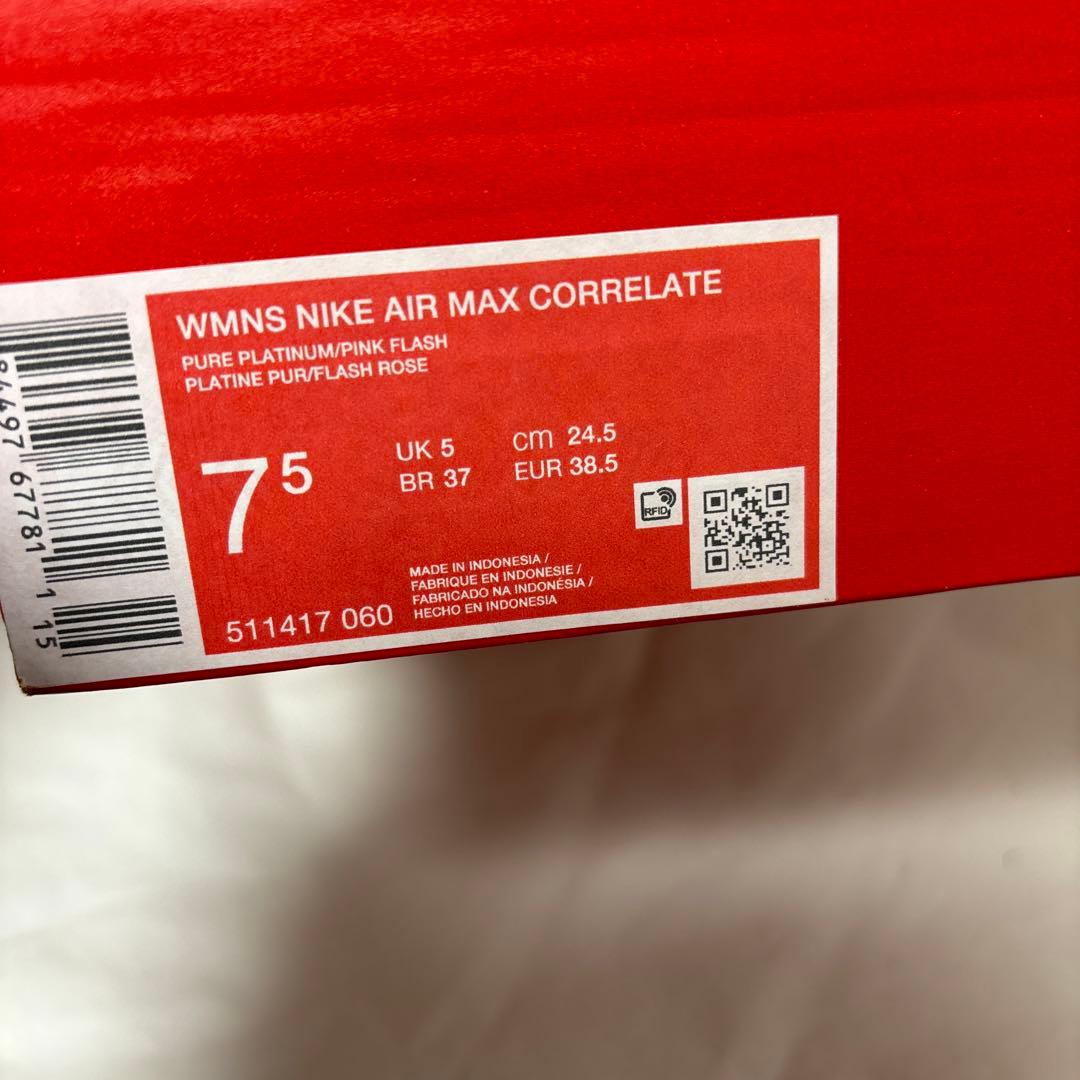 WMNS NIKE AIR MAX CORRELATE
PURE PLATINUM/PINK FLASH
PLATINE PUR/FLASH ROSE
7⁵
UK 5 cm 24.5
BR 37 EUR 38.5
RFID
MADE IN INDONESIA /
FABRIQUE EN INDONESIE /
FABRICADO NA INDONÉSIA /
HECHO EN INDONESIA
511417 060
67811 15